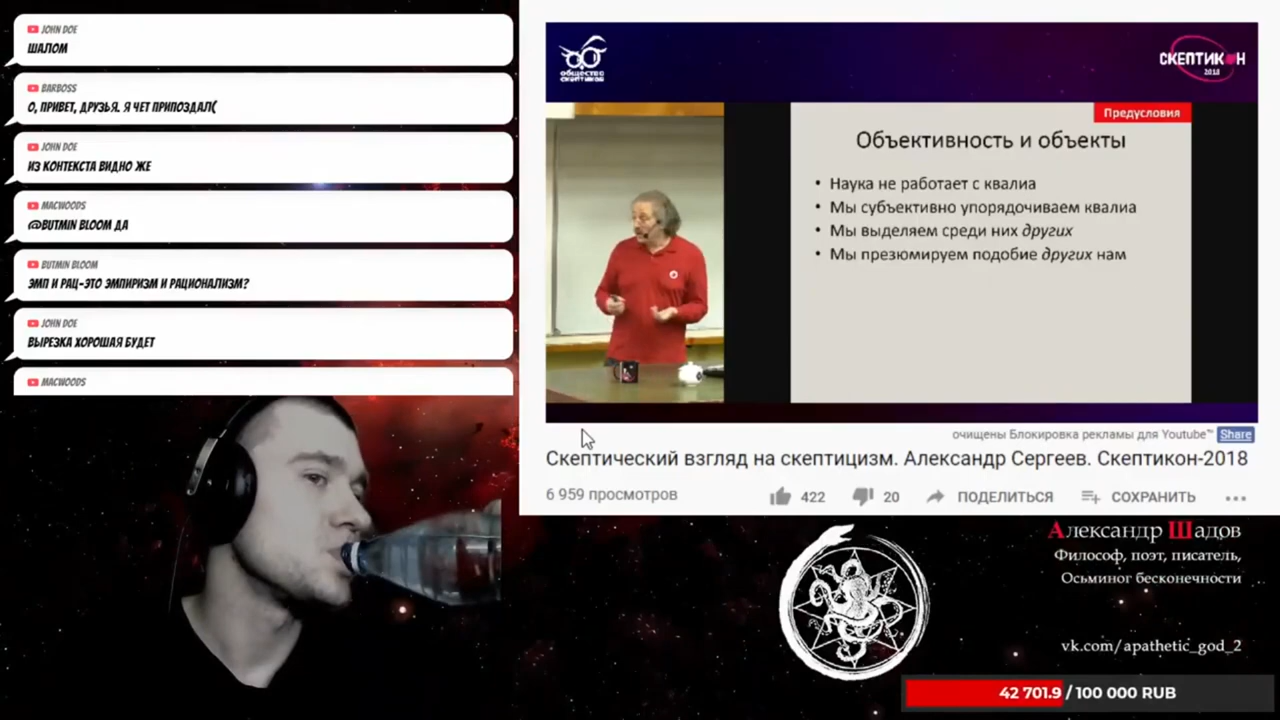 JOHN DOE
ШАЛОМ
BARBOSS
О, ПРИВЕТ, ДРУЗЬЯ. Я ЧЕТ ПРИПОЗДАЛ(
JOHN DOE
ИЗ КОНТЕКСТА ВИДНО ЖЕ
MACWOODS
@BUTMIN BLOOM ДА
BUTMIN BLOOM
ЭМП И РАЦ-ЭТО ЭМПИРИЗМ И РАЦИОНАЛИЗМ?
JOHN DOE
ВЫРЕЗКА ХОРОШАЯ БУДЕТ
MACWOODS
общество
скептиков
СКЕПТИКОН
2018
Предусловия
Объективность и объекты
• Наука не работает с квалиа
• Мы субъективно упорядочиваем квалиа
• Мы выделяем среди них других
• Мы презюмируем подобие других нам
очищены Блокировка рекламы для Youtube™ Share
Скептический взгляд на скептицизм. Александр Сергеев. Скептикон-2018
6 959 просмотров
422
20
ПОДЕЛИТЬСЯ
СОХРАНИТЬ
Александр Шадов
Философ, поэт, писатель,
Осьминог бесконечности
vk.com/apathetic_god_2
42 701.9 / 100 000 RUB